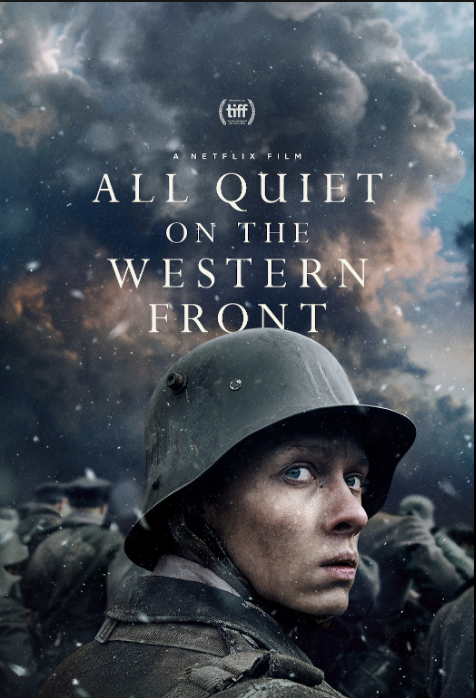 tiff
A NETFLIX FILM
ALL QUIET
ON THE
WESTERN
FRONT